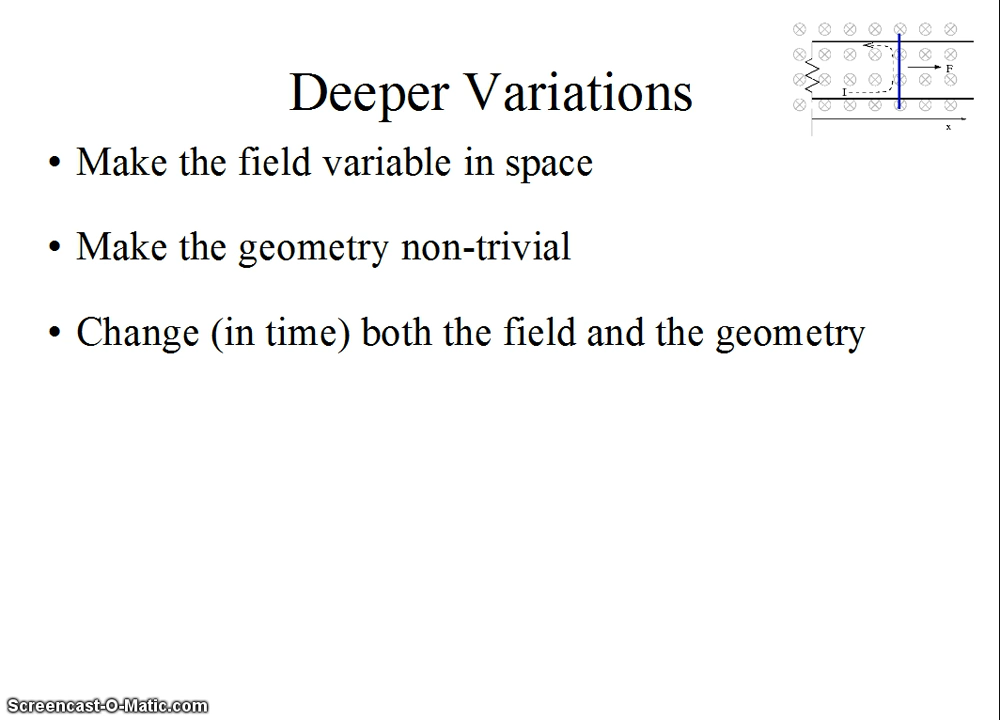 F
I
x
Deeper Variations
• Make the field variable in space
• Make the geometry non-trivial
• Change (in time) both the field and the geometry
Screencast-O-Matic.com